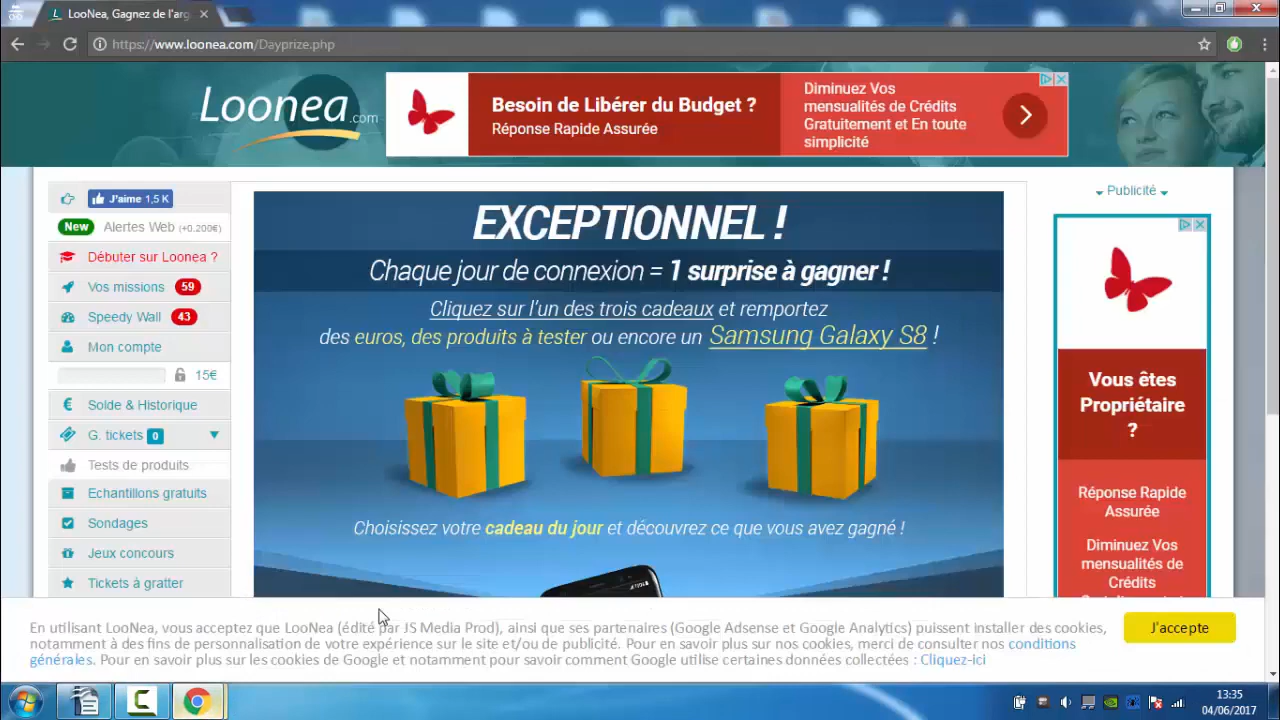 LooNea, Gagnez de l'arg
https://www.loonea.com/Dayprize.php
Loonea.com
Besoin de Libérer du Budget ?
Réponse Rapide Assurée
Diminuez Vos
mensualités de Crédits
Gratuitement et En toute
simplicité
J'aime 1,5 K
New Alertes Web (+0.200€)
Débuter sur Loonea ?
Vos missions 59
Speedy Wall 43
Mon compte
15€
€ Solde & Historique
G. tickets 0
Tests de produits
Echantillons gratuits
Sondages
Jeux concours
Tickets à gratter
EXCEPTIONNEL !
Chaque jour de connexion = 1 surprise à gagner !
Cliquez sur l'un des trois cadeaux et remportez
des euros, des produits à tester ou encore un Samsung Galaxy S8 !
Choisissez votre cadeau du jour et découvrez ce que vous avez gagné !
Publicité
Vous êtes
Propriétaire
?
Réponse Rapide
Assurée
Diminuez Vos
mensualités de
Crédits
En utilisant LooNea, vous acceptez que LooNea (édité par JS Media Prod), ainsi que ses partenaires (Google Adsense et Google Analytics) puissent installer des cookies,
notamment à des fins de personnalisation de votre expérience sur le site et/ou de publicité. Pour en savoir plus sur nos cookies, merci de consulter nos conditions
générales. Pour en savoir plus sur les cookies de Google et notamment pour savoir comment Google utilise certaines données collectées : Cliquez-ici
J'accepte
13:35
04/06/2017